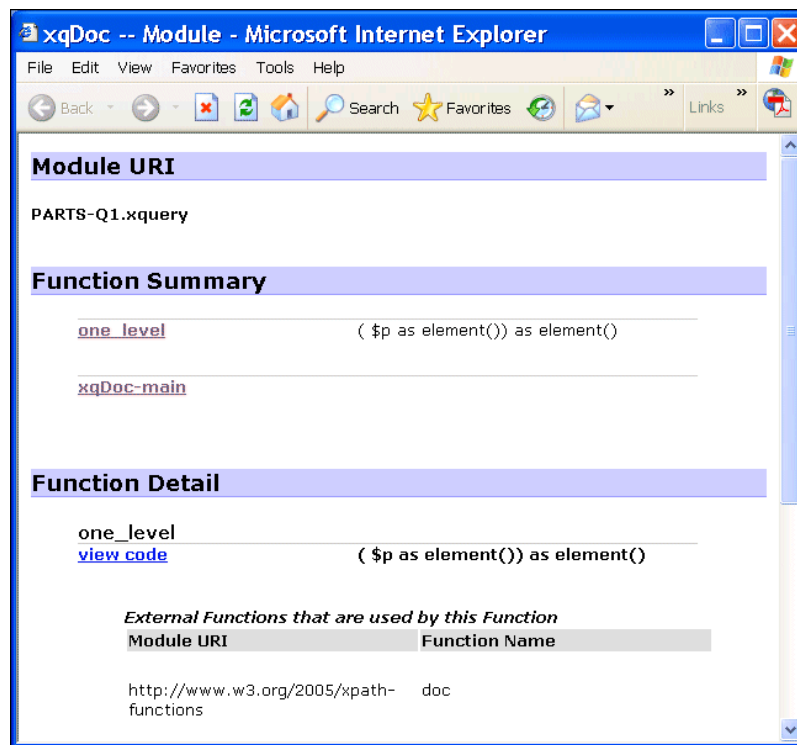 xqDoc -- Module - Microsoft Internet Explorer
File Edit View Favorites Tools Help
Back Search Favorites » Links »
Module URI
PARTS-Q1.xquery
Function Summary
one_level ( $p as element()) as element()
xqDoc-main
Function Detail
one_level
view code ( $p as element()) as element()
External Functions that are used by this Function
Module URI Function Name
http://www.w3.org/2005/xpath- doc
functions